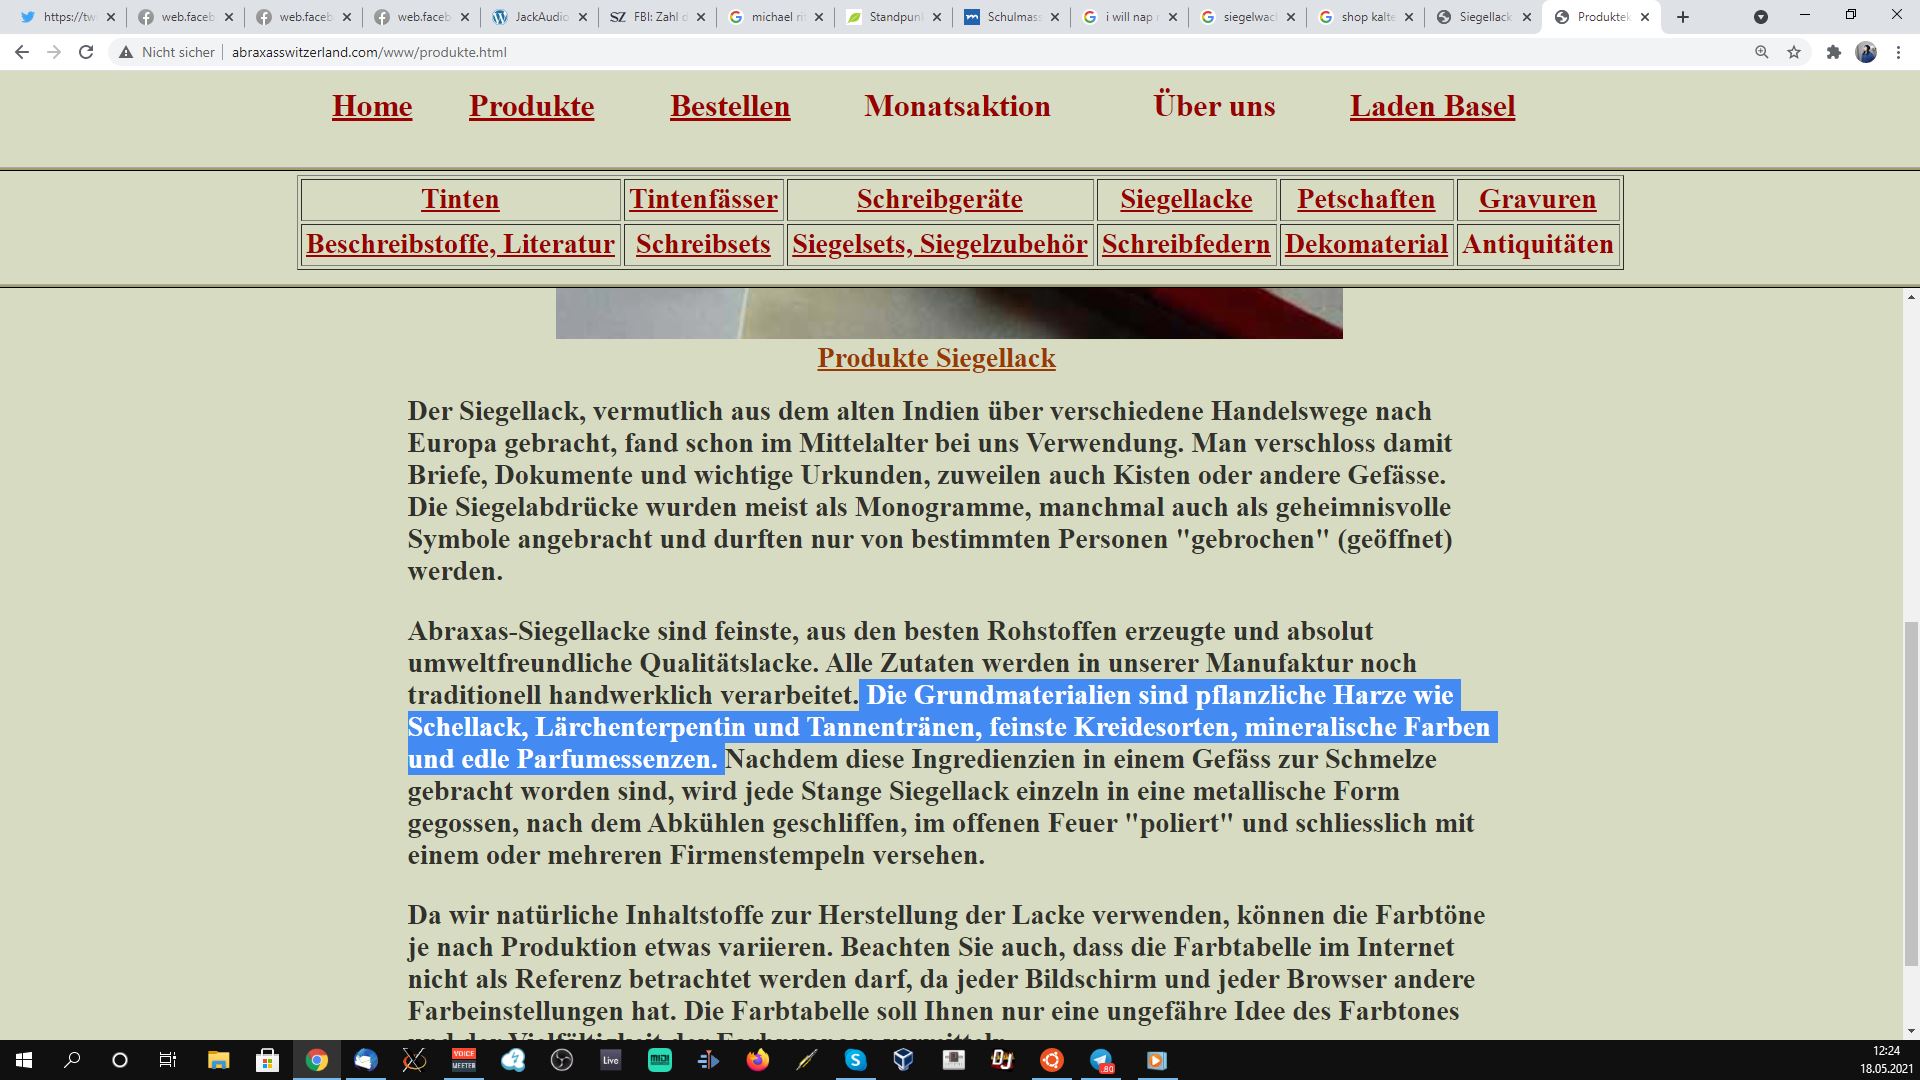 https://tw
web.faceb
web.faceb
web.faceb
JackAudio
SZ FBI: Zahl d
michael rit
Standpun
Schulmass
i will nap
siegelwac
shop kalte
Siegellack
Produktek
Nicht sicher
abraxasswitzerland.com/www/produkte.html
Home Produkte Bestellen Monatsaktion Über uns Laden Basel
Tinten Tintenfässer Schreibgeräte Siegellacke Petschaften Gravuren
Beschreibstoffe, Literatur Schreibsets Siegelsets, Siegelzubehör Schreibfedern Dekomaterial Antiquitäten
Produkte Siegellack
Der Siegellack, vermutlich aus dem alten Indien über verschiedene Handelswege nach
Europa gebracht, fand schon im Mittelalter bei uns Verwendung. Man verschloss damit
Briefe, Dokumente und wichtige Urkunden, zuweilen auch Kisten oder andere Gefässe.
Die Siegelabdrücke wurden meist als Monogramme, manchmal auch als geheimnisvolle
Symbole angebracht und durften nur von bestimmten Personen "gebrochen" (geöffnet)
werden.
Abraxas-Siegellacke sind feinste, aus den besten Rohstoffen erzeugte und absolut
umweltfreundliche Qualitätslacke. Alle Zutaten werden in unserer Manufaktur noch
traditionell handwerklich verarbeitet. Die Grundmaterialien sind pflanzliche Harze wie
Schellack, Lärchenterpentin und Tannentränen, feinste Kreidesorten, mineralische Farben
und edle Parfumessenzen. Nachdem diese Ingredienzien in einem Gefäss zur Schmelze
gebracht worden sind, wird jede Stange Siegellack einzeln in eine metallische Form
gegossen, nach dem Abkühlen geschliffen, im offenen Feuer "poliert" und schliesslich mit
einem oder mehreren Firmenstempeln versehen.
Da wir natürliche Inhaltstoffe zur Herstellung der Lacke verwenden, können die Farbtöne
je nach Produktion etwas variieren. Beachten Sie auch, dass die Farbtabelle im Internet
nicht als Referenz betrachtet werden darf, da jeder Bildschirm und jeder Browser andere
Farbeinstellungen hat. Die Farbtabelle soll Ihnen nur eine ungefähre Idee des Farbtones
VOICE
MEETER
Live
MIDI
80
12:24
18.05.2021